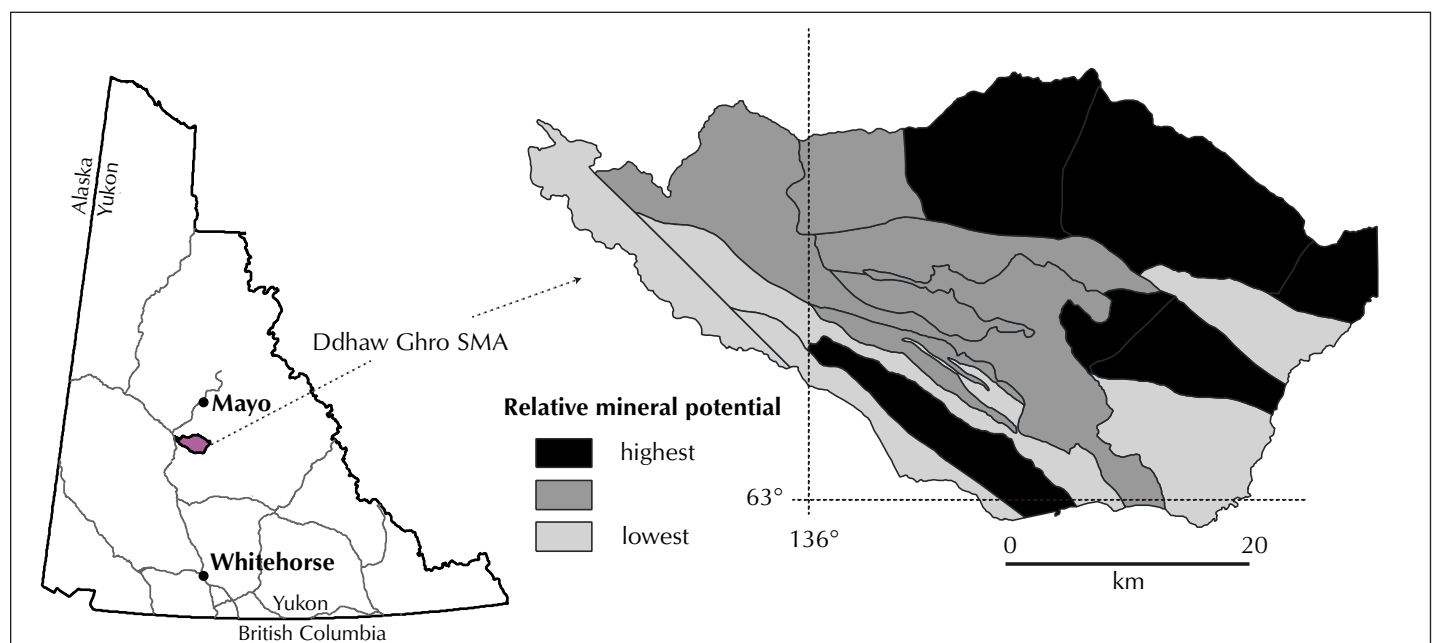 Alaska
Yukon
Ddhaw Ghro SMA
Mayo
Whitehorse
Yukon
British Columbia
Relative mineral potential
highest
lowest
63°
136°
0 20
km